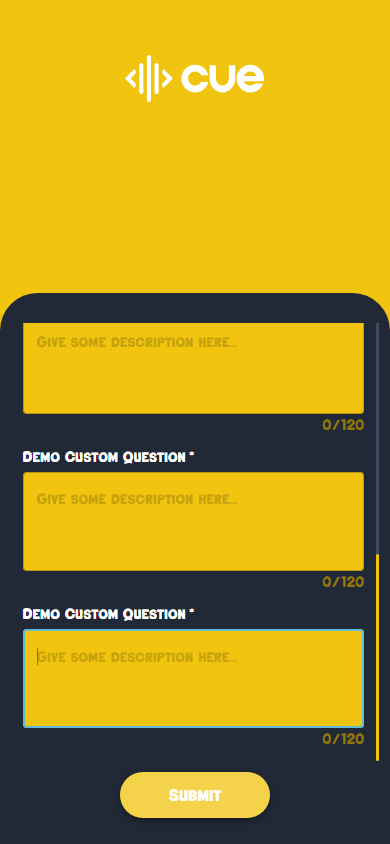 cue
Give some description here...
0/120
Demo Custom Question *
Give some description here...
0/120
Demo Custom Question *
Give some description here...
0/120
Submit